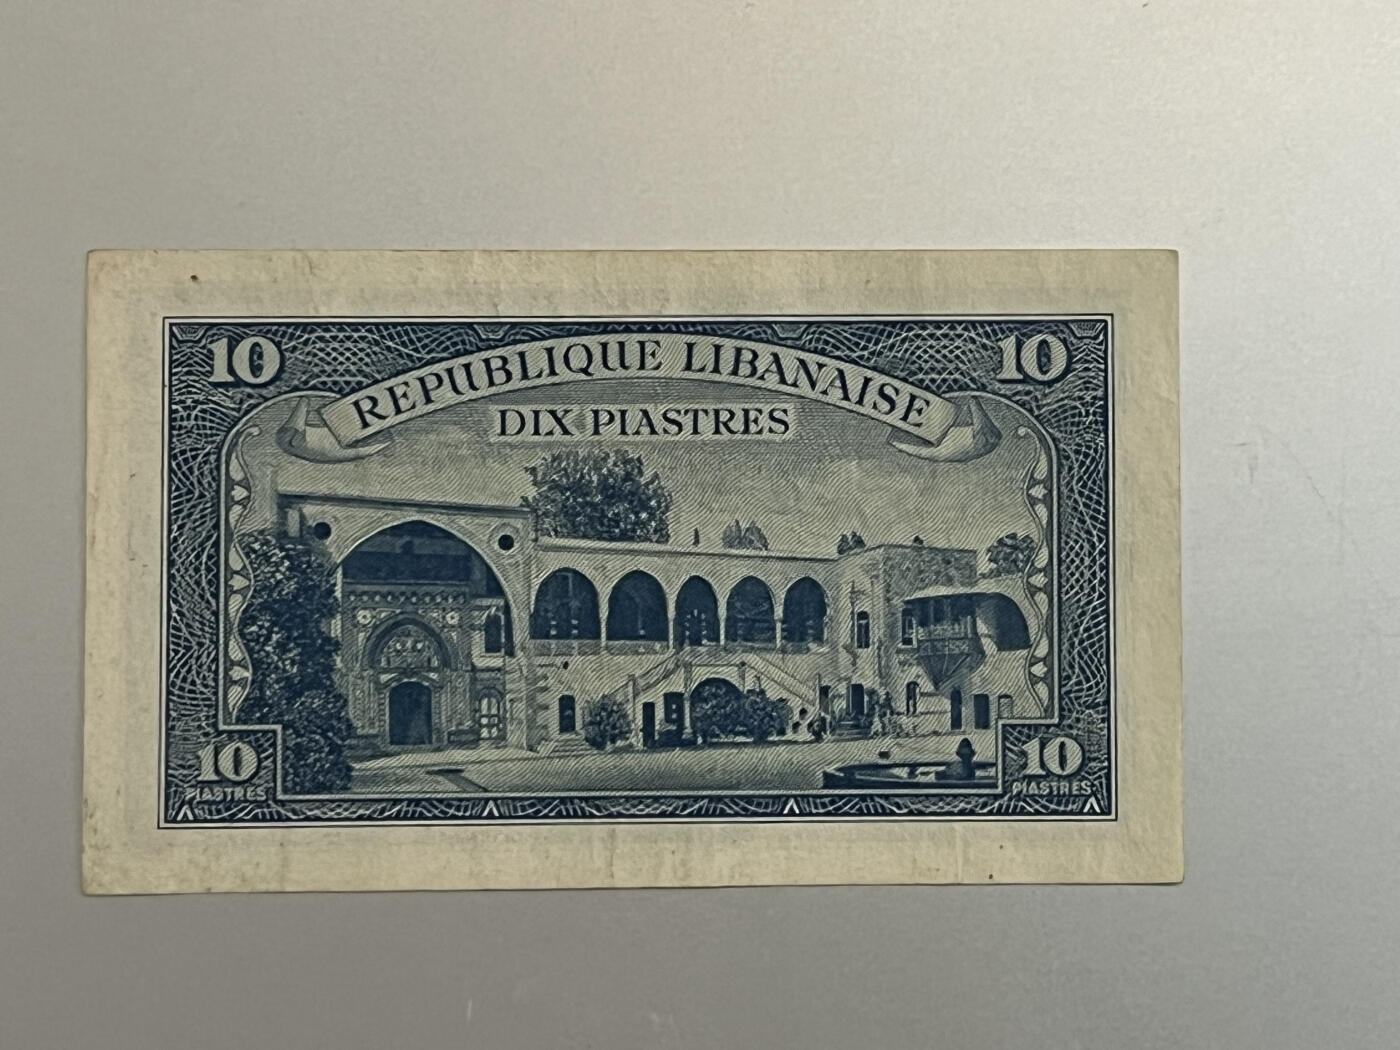 10 10
REPUBLIQUE LIBANAISE
DIX PIASTRES
10 10
PIASTRES PIASTRES